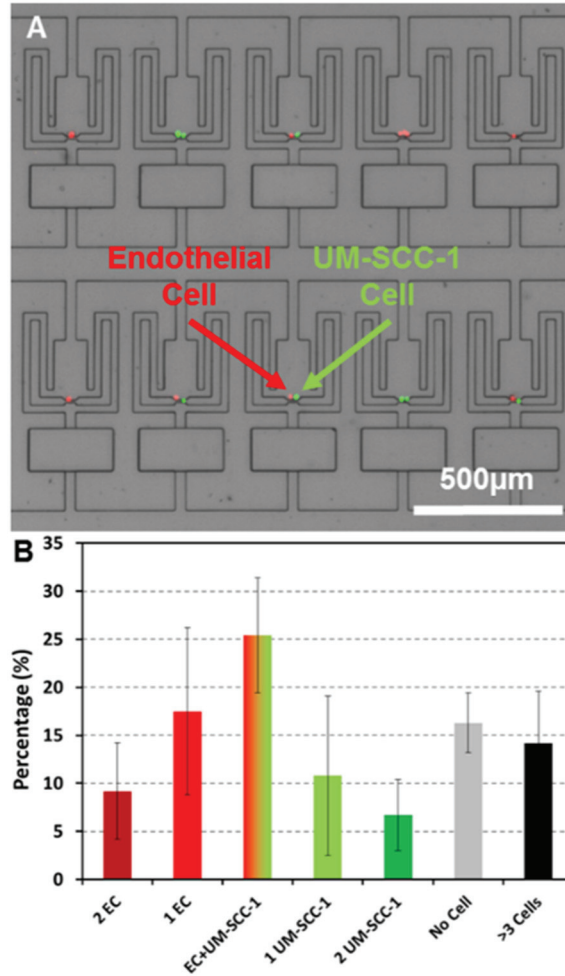 A
Endothelial
Cell
UM-SCC-1
Cell
500μm
B
35
30
25
20
15
10
5
0
Percentage (%)
2 EC
1 EC
EC+UM-SCC-1
1 UM-SCC-1
2 UM-SCC-1
No Cell
>3 Cells